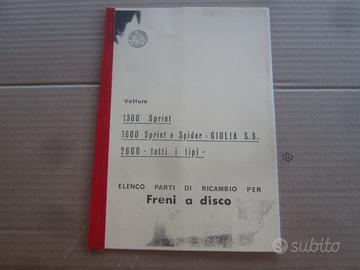 Vetture
1300 Sprint
1600 Sprint e Spider - GIULIA S.S.
2600 - tutti i tipi -
ELENCO PARTI DI RICAMBIO PER
Freni a disco
subito